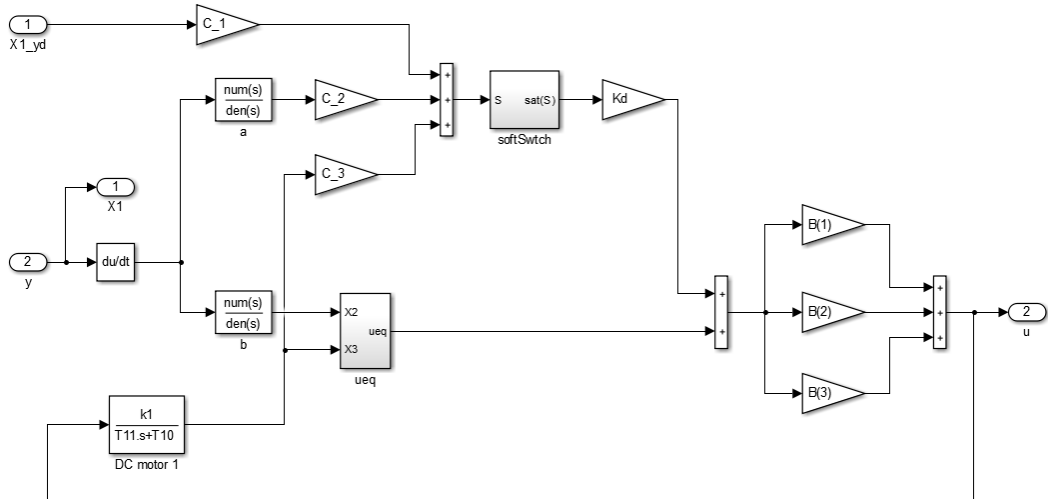 1
X1_yd
C_1
num(s)
den(s)
a
C_2
+
+
+
S sat(S)
softSwtch
Kd
C_3
1
X1
2
y
du/dt
num(s)
den(s)
b
X2
X3
ueq
ueq
+
+
B(1)
B(2)
B(3)
+
+
+
2
u
k1
T11.s+T10
DC motor 1